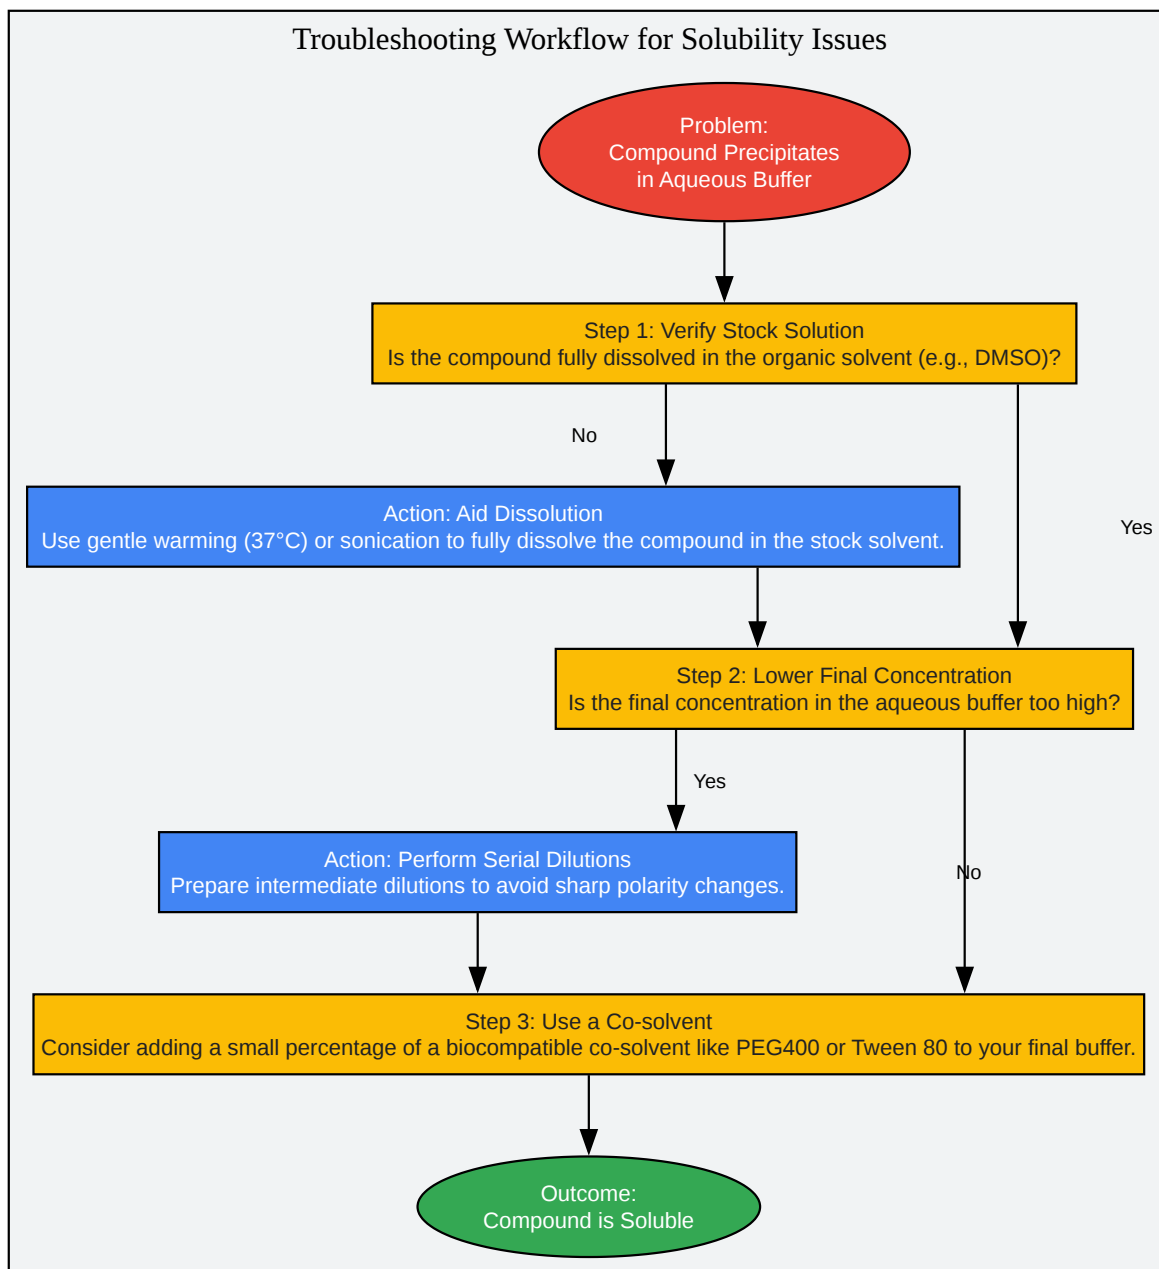 Troubleshooting Workflow for Solubility Issues
Problem:
Compound Precipitates
in Aqueous Buffer
Step 1: Verify Stock Solution
Is the compound fully dissolved in the organic solvent (e.g., DMSO)?
No
Action: Aid Dissolution
Use gentle warming (37°C) or sonication to fully dissolve the compound in the stock solvent.
Yes
Step 2: Lower Final Concentration
Is the final concentration in the aqueous buffer too high?
Yes
Action: Perform Serial Dilutions
Prepare intermediate dilutions to avoid sharp polarity changes.
No
Step 3: Use a Co-solvent
Consider adding a small percentage of a biocompatible co-solvent like PEG400 or Tween 80 to your final buffer.
Outcome:
Compound is Soluble